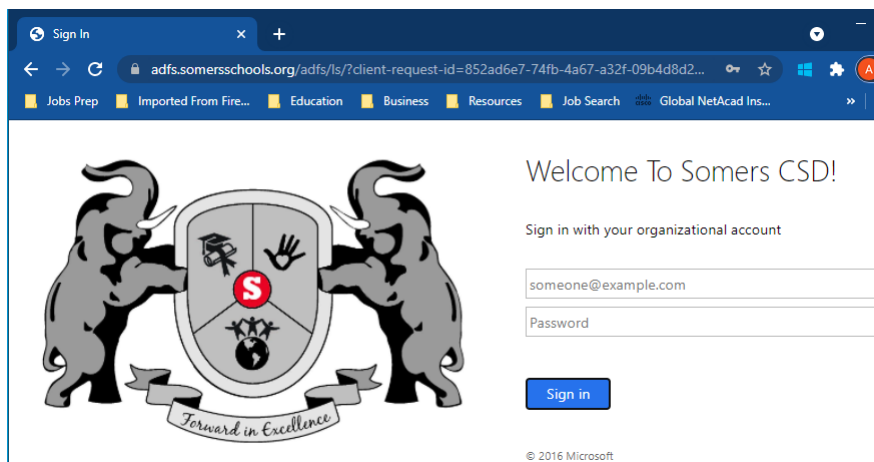 Sign In
adfs.somersschools.org/adfs/ls/?client-request-id=852ad6e7-74fb-4a67-a32f-09b4d8d2...
A
Jobs Prep Imported From Fire... Education Business Resources Job Search Global NetAcad Ins... »
Welcome To Somers CSD!
Sign in with your organizational account
someone@example.com
Password
Sign in
© 2016 Microsoft
S
Forward in Excellence